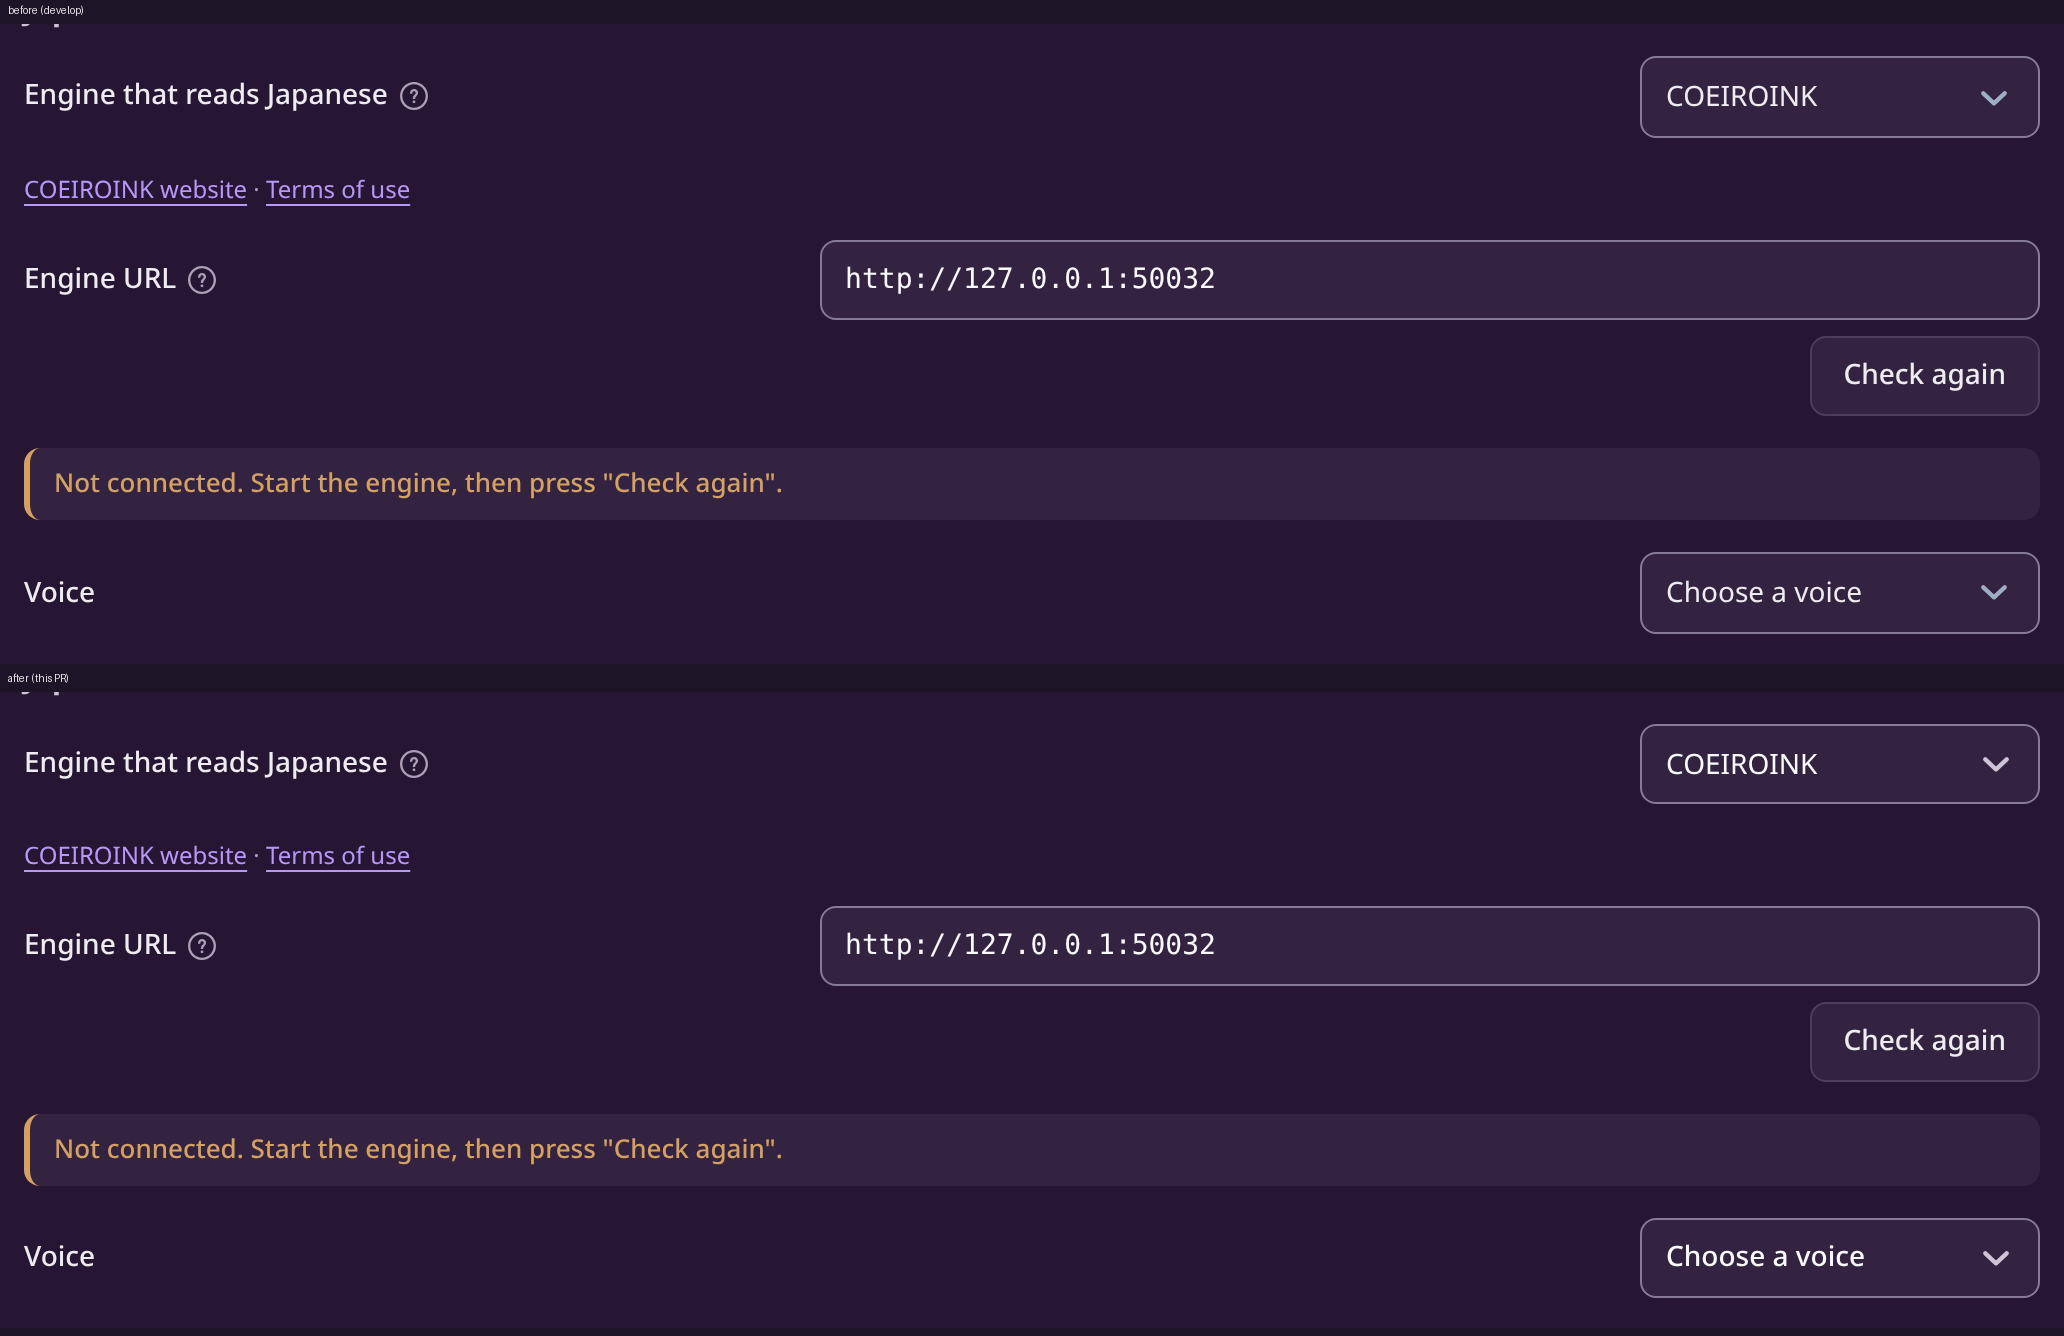 before (develop)
Engine that reads Japanese ?
COEIROINK
COEIROINK website · Terms of use
Engine URL ?
http://127.0.0.1:50032
Check again
Not connected. Start the engine, then press "Check again".
Voice
Choose a voice
after (this PR)
Engine that reads Japanese ?
COEIROINK
COEIROINK website · Terms of use
Engine URL ?
http://127.0.0.1:50032
Check again
Not connected. Start the engine, then press "Check again".
Voice
Choose a voice